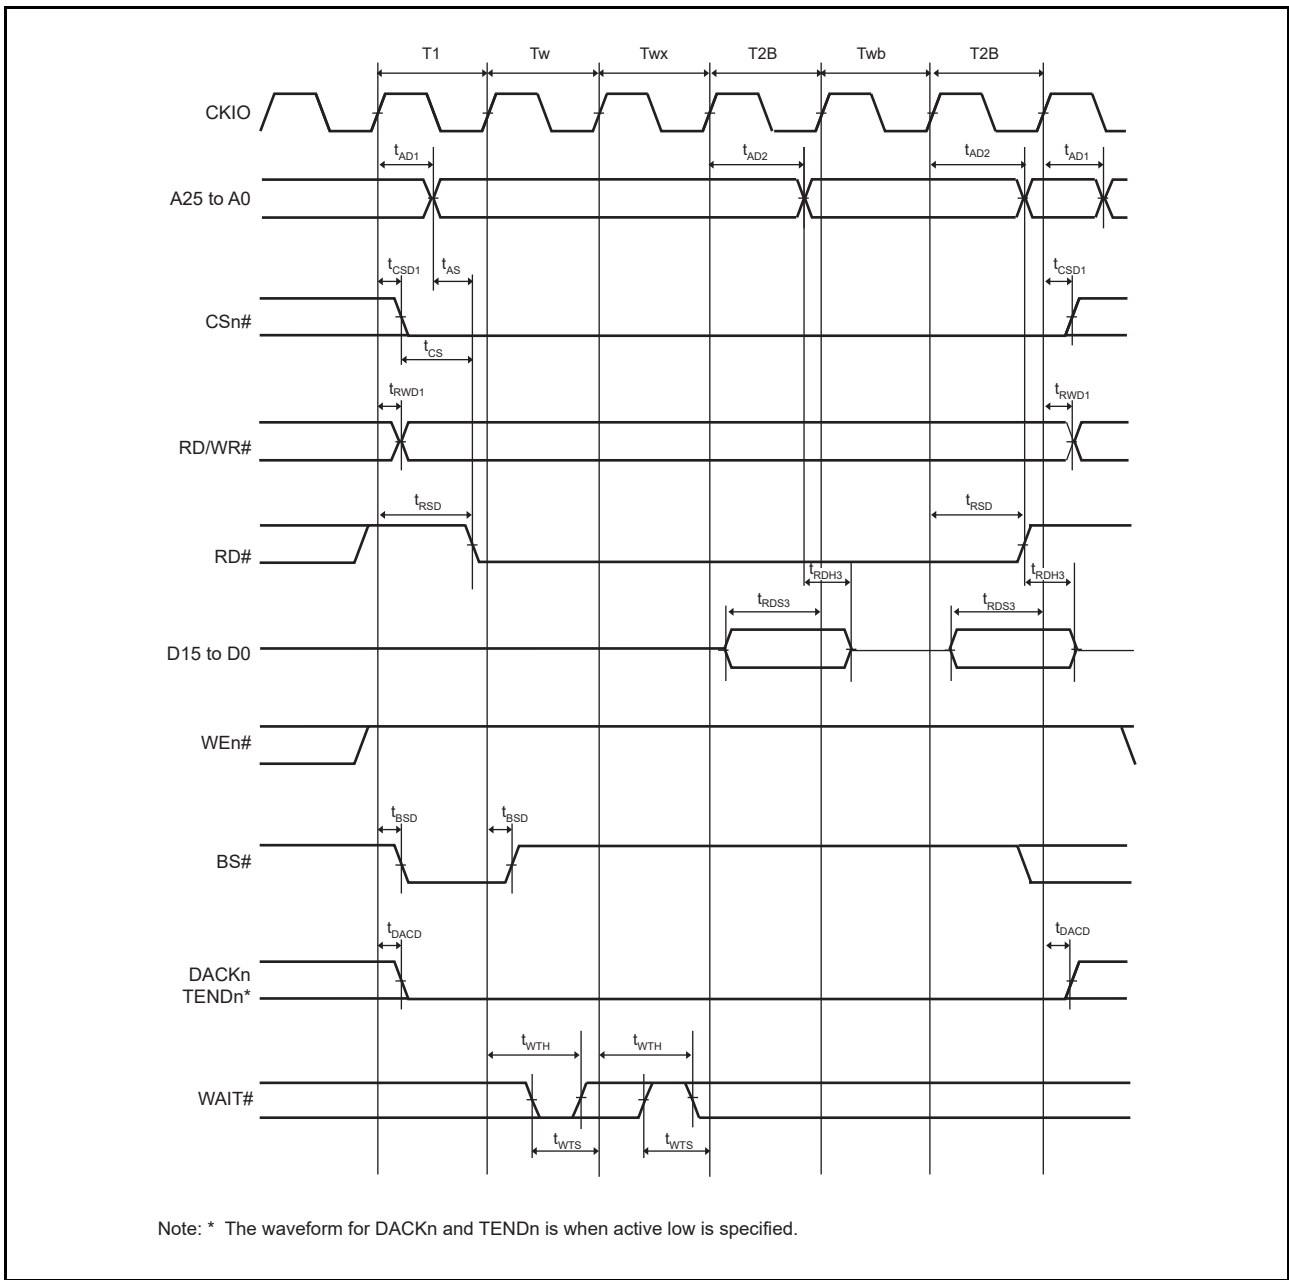 T1 Tw Twx T2B Twb T2B
CKIO
tAD1 tAD2 tAD2 tAD1
A25 to A0
tCSD1 tAS tCSD1
CSn#
tCS
tRWD1 tRWD1
RD/WR#
tRSD tRSD
RD#
tRDH3 tRDH3
tRDS3 tRDS3
D15 to D0
WEn#
tBSD tBSD
BS#
tDACD tDACD
DACKn
TENDn*
tWTH tWTH
WAIT#
tWTS tWTS
Note: * The waveform for DACKn and TENDn is when active low is specified.